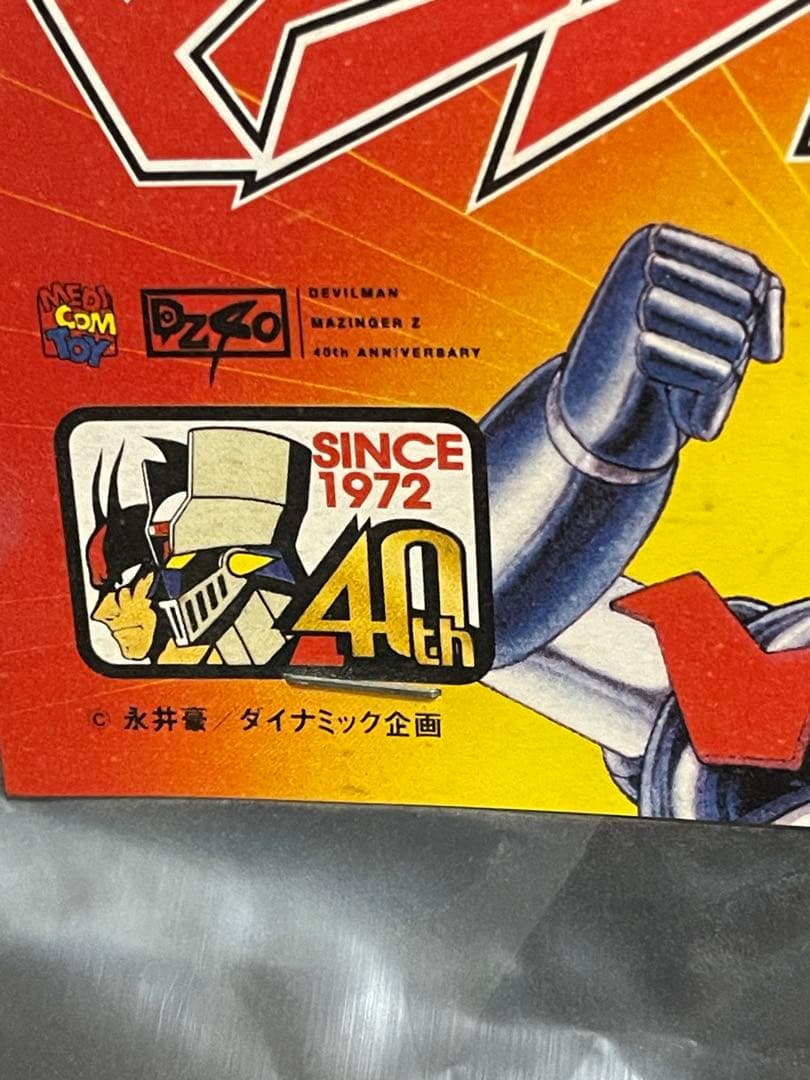 MEDI
COM
TOY
DZ40
DEVILMAN
MAZINGER Z
40th ANNIVERSARY
SINCE
1972
40th
© 永井豪／ダイナミック企画